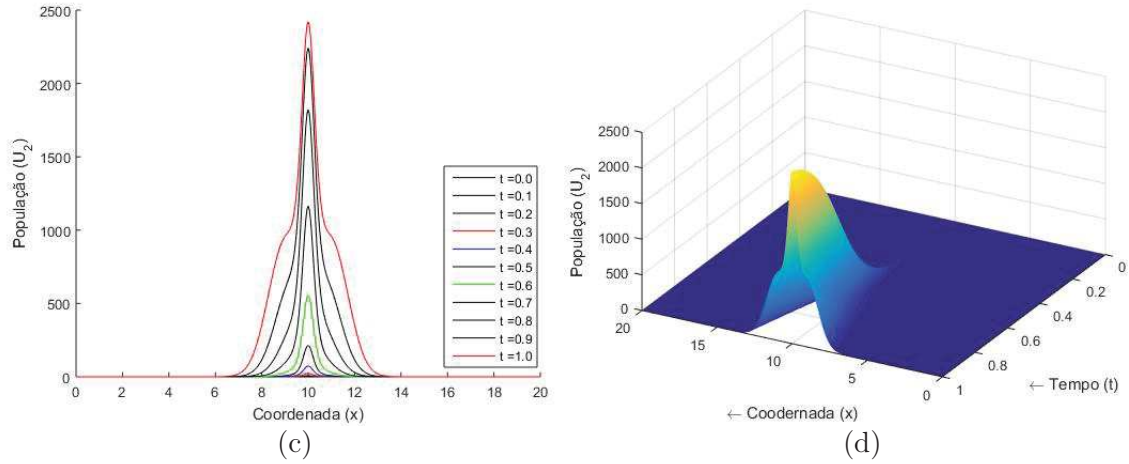 2500
2000
1500
1000
500
0
População (U₂)
0 2 4 6 8 10 12 14 16 18 20
Coordenada (x)
t =0.0
t =0.1
t =0.2
t =0.3
t =0.4
t =0.5
t =0.6
t =0.7
t =0.8
t =0.9
t =1.0
(c)
2500
2000
1500
1000
500
0
População (U₂)
20 15 10 5 0
← Coodernada (x)
0
0.2
0.4
0.6
0.8
1
← Tempo (t)
(d)